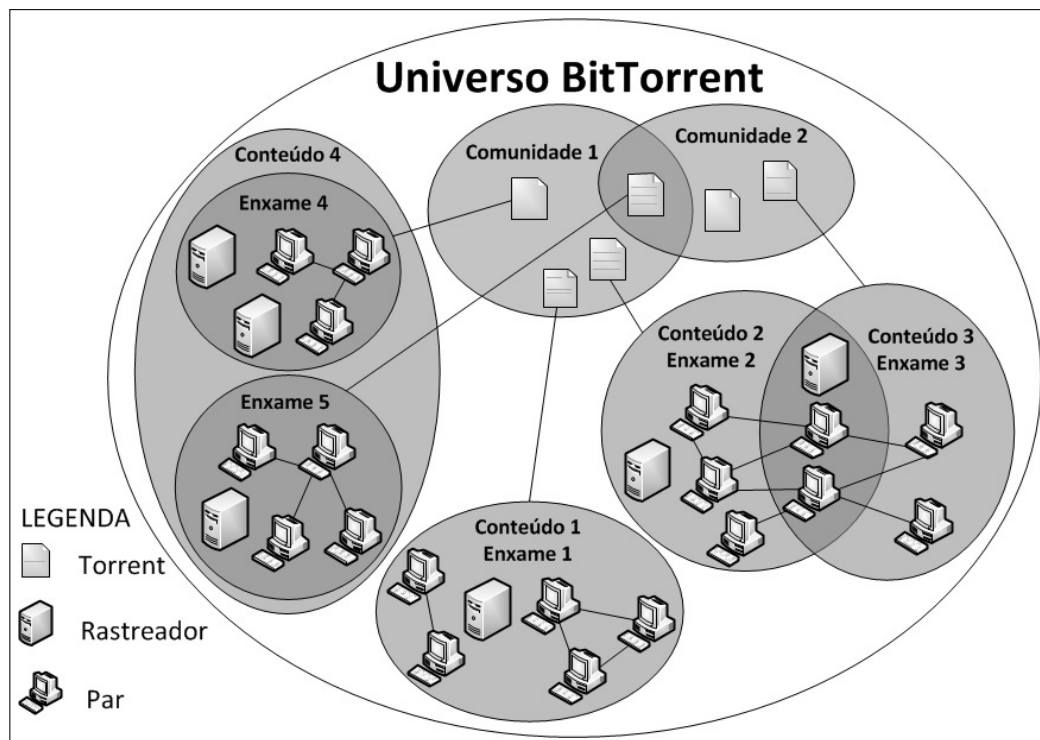 Universo BitTorrent
Comunidade 1
Comunidade 2
Conteúdo 4
Enxame 4
Enxame 5
Conteúdo 2
Enxame 2
Conteúdo 3
Enxame 3
Conteúdo 1
Enxame 1
LEGENDA
Torrent
Rastreador
Par